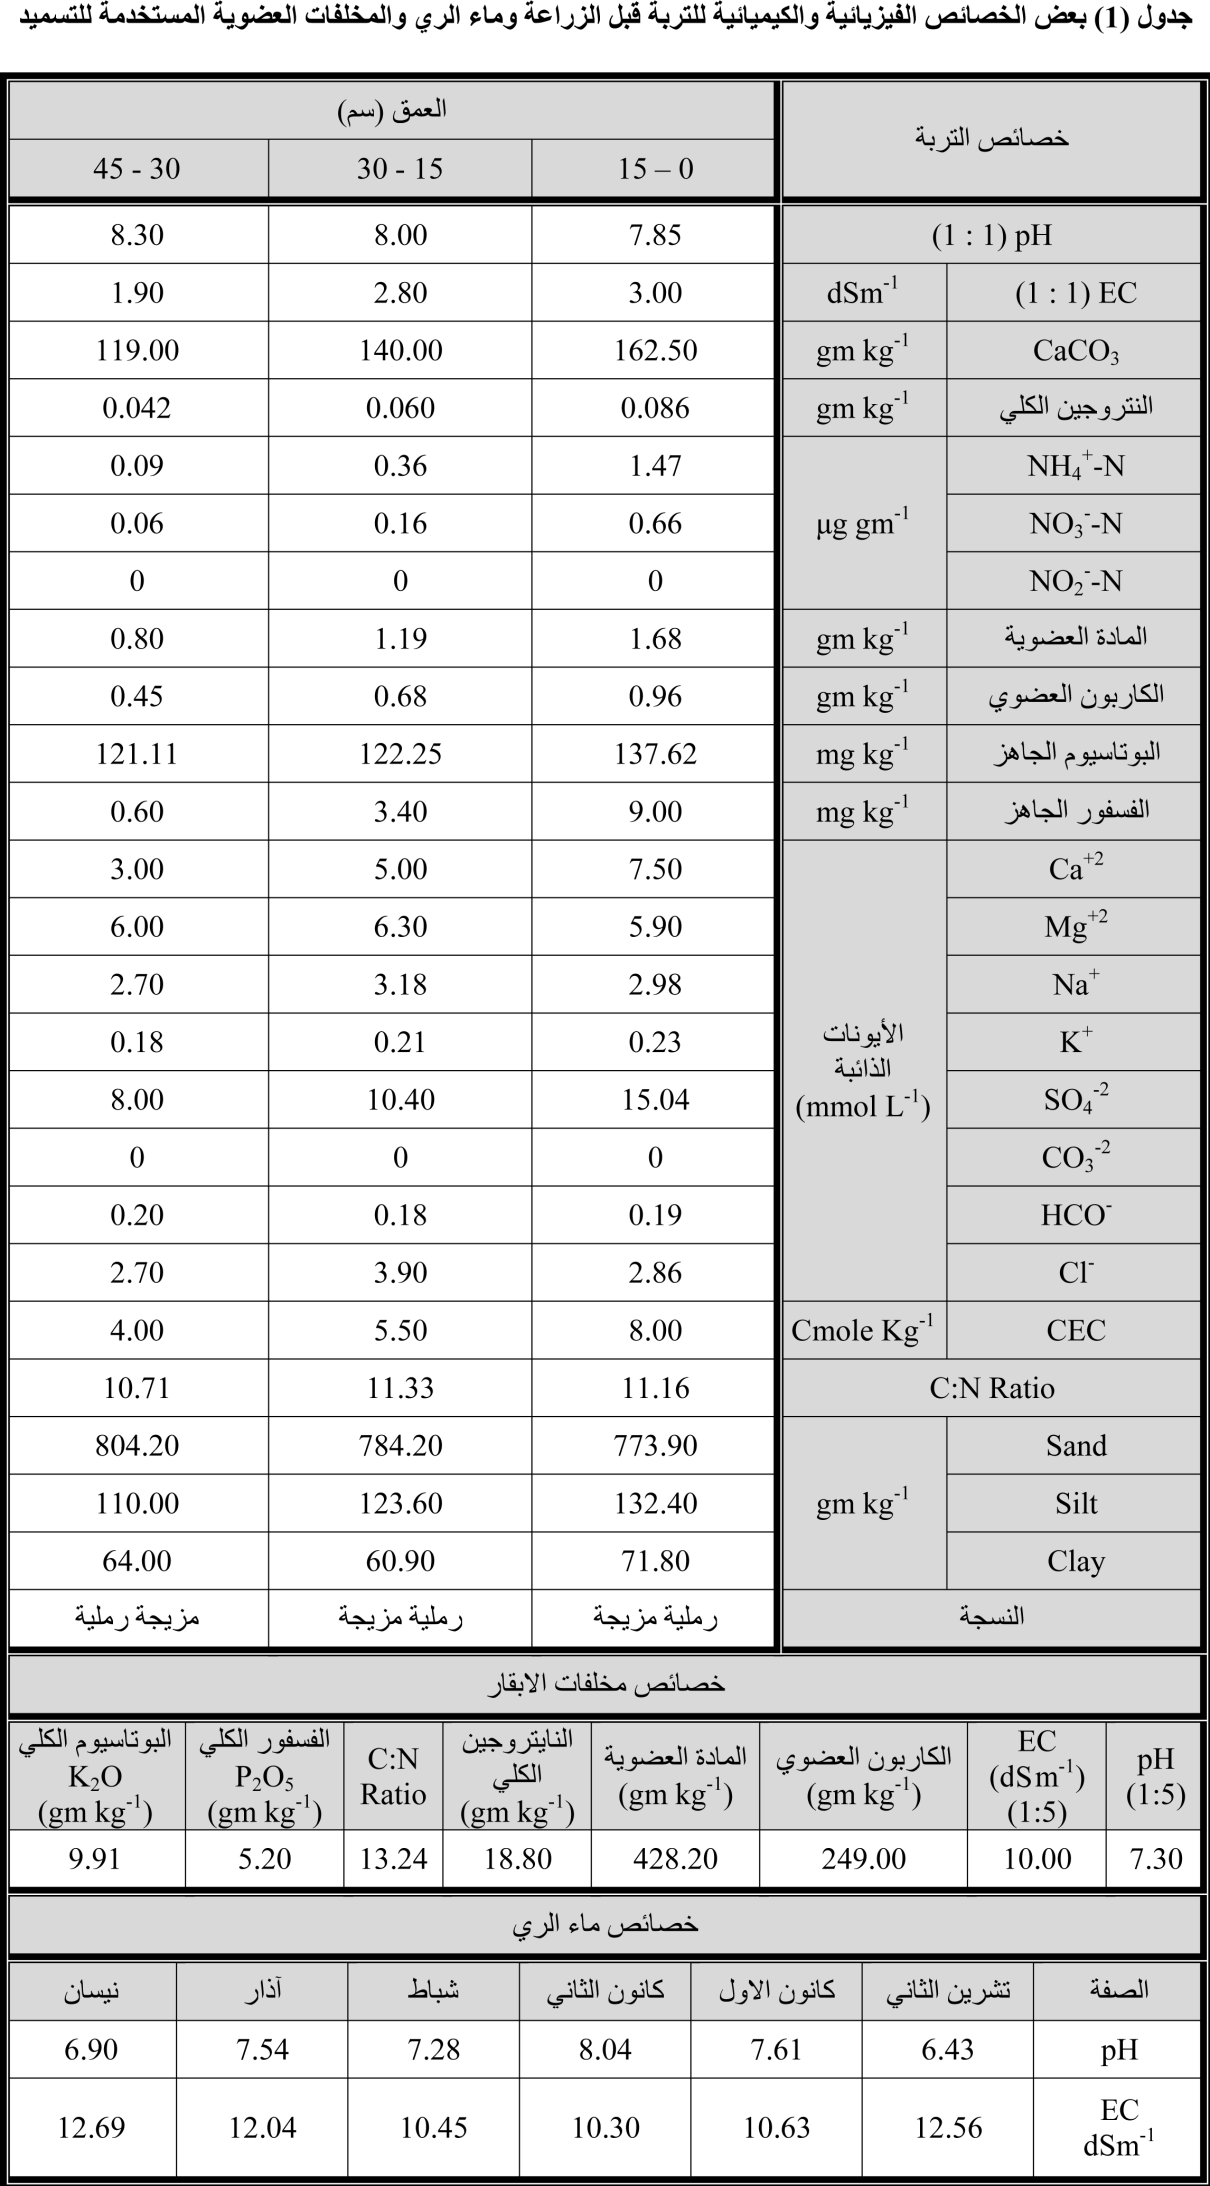 جدول (1) بعض الخصائص الفيزيائية والكيميائية للتربة قبل الزراعة وماء الري والمخلفات العضوية المستخدمة للتسميد
خصائص التربة العمق (سم)
0 – 15 15 - 30 30 - 45
pH (1 : 1) 7.85 8.00 8.30
EC (1 : 1) dSm-1 3.00 2.80 1.90
CaCO3 gm kg-1 162.50 140.00 119.00
النتروجين الكلي gm kg-1 0.086 0.060 0.042
NH4+-N µg gm-1 1.47 0.36 0.09
NO3--N 0.66 0.16 0.06
NO2--N 0 0 0
المادة العضوية gm kg-1 1.68 1.19 0.80
الكاربون العضوي gm kg-1 0.96 0.68 0.45
البوتاسيوم الجاهز mg kg-1 137.62 122.25 121.11
الفسفور الجاهز mg kg-1 9.00 3.40 0.60
الأيونات الذائبة (mmol L-1)
Ca+2 7.50 5.00 3.00
Mg+2 5.90 6.30 6.00
Na+ 2.98 3.18 2.70
K+ 0.23 0.21 0.18
SO4-2 15.04 10.40 8.00
CO3-2 0 0 0
HCO- 0.19 0.18 0.20
Cl- 2.86 3.90 2.70
CEC Cmole Kg-1 8.00 5.50 4.00
C:N Ratio 11.16 11.33 10.71
Sand gm kg-1 773.90 784.20 804.20
Silt 132.40 123.60 110.00
Clay 71.80 60.90 64.00
النسجة رملية مزيجة رملية مزيجة مزيجة رملية
خصائص مخلفات الابقار
pH (1:5) EC (dSm-1) (1:5) الكاربون العضوي (gm kg-1) المادة العضوية (gm kg-1) النايتروجين الكلي (gm kg-1) C:N Ratio الفسفور الكلي P2O5 (gm kg-1) البوتاسيوم الكلي K2O (gm kg-1)
7.30 10.00 249.00 428.20 18.80 13.24 5.20 9.91
خصائص ماء الري
الصفة تشرين الثاني كانون الاول كانون الثاني شباط آذار نيسان
pH 6.43 7.61 8.04 7.28 7.54 6.90
EC dSm-1 12.56 10.63 10.30 10.45 12.04 12.69